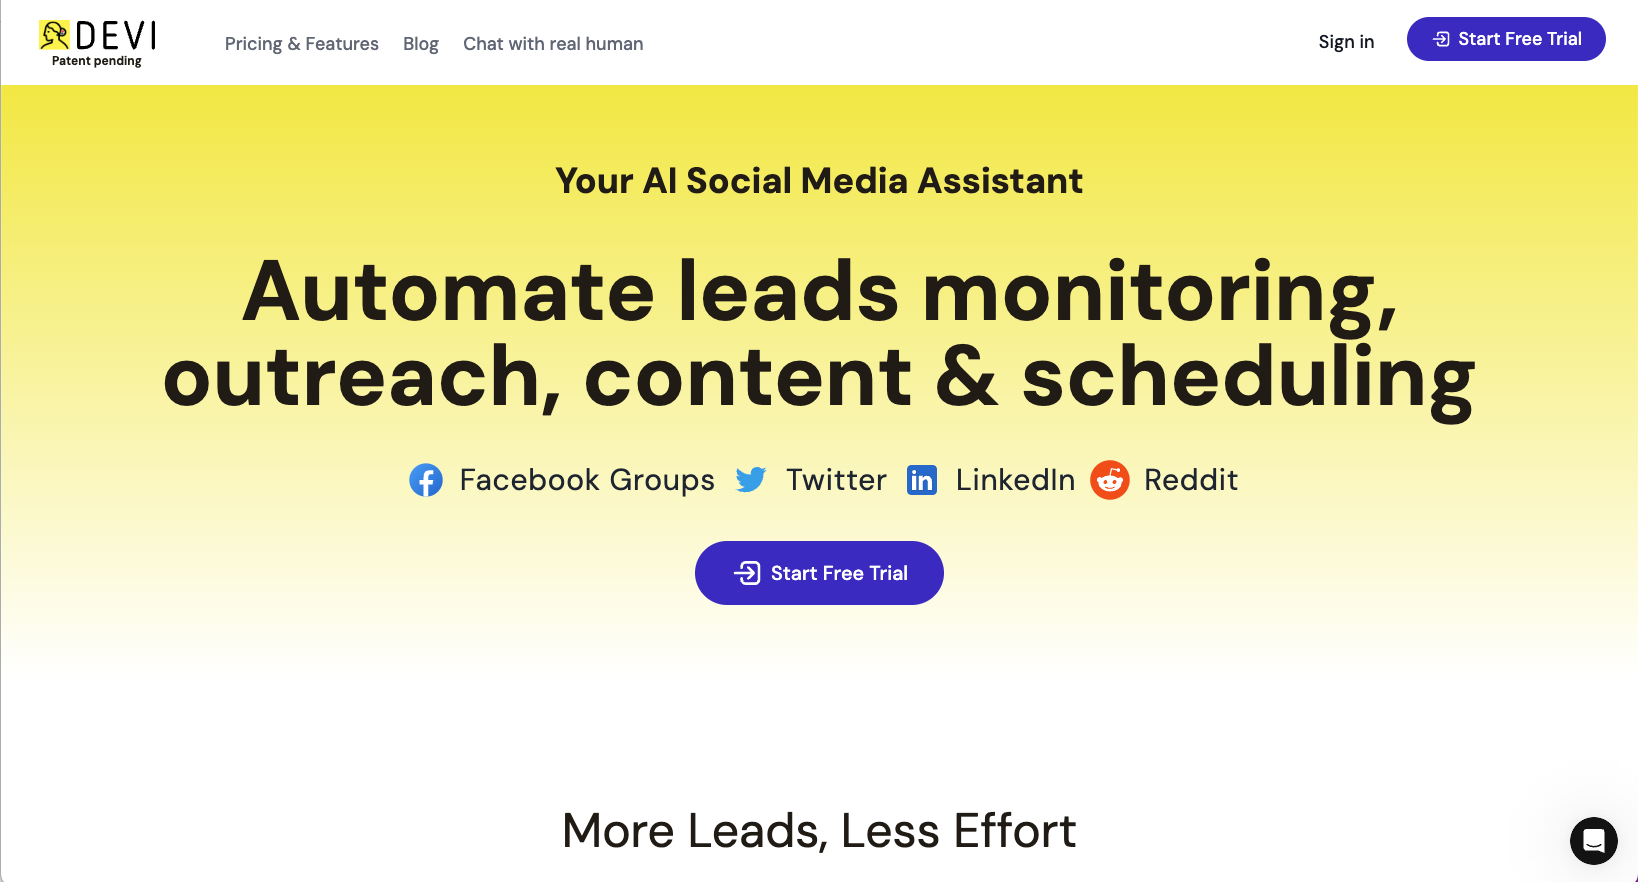 DEVI
Patent pending
Pricing & Features
Blog
Chat with real human
Sign in
Start Free Trial
Your AI Social Media Assistant
Automate leads monitoring,
outreach, content & scheduling
Facebook Groups
Twitter
LinkedIn
Reddit
Start Free Trial
More Leads, Less Effort